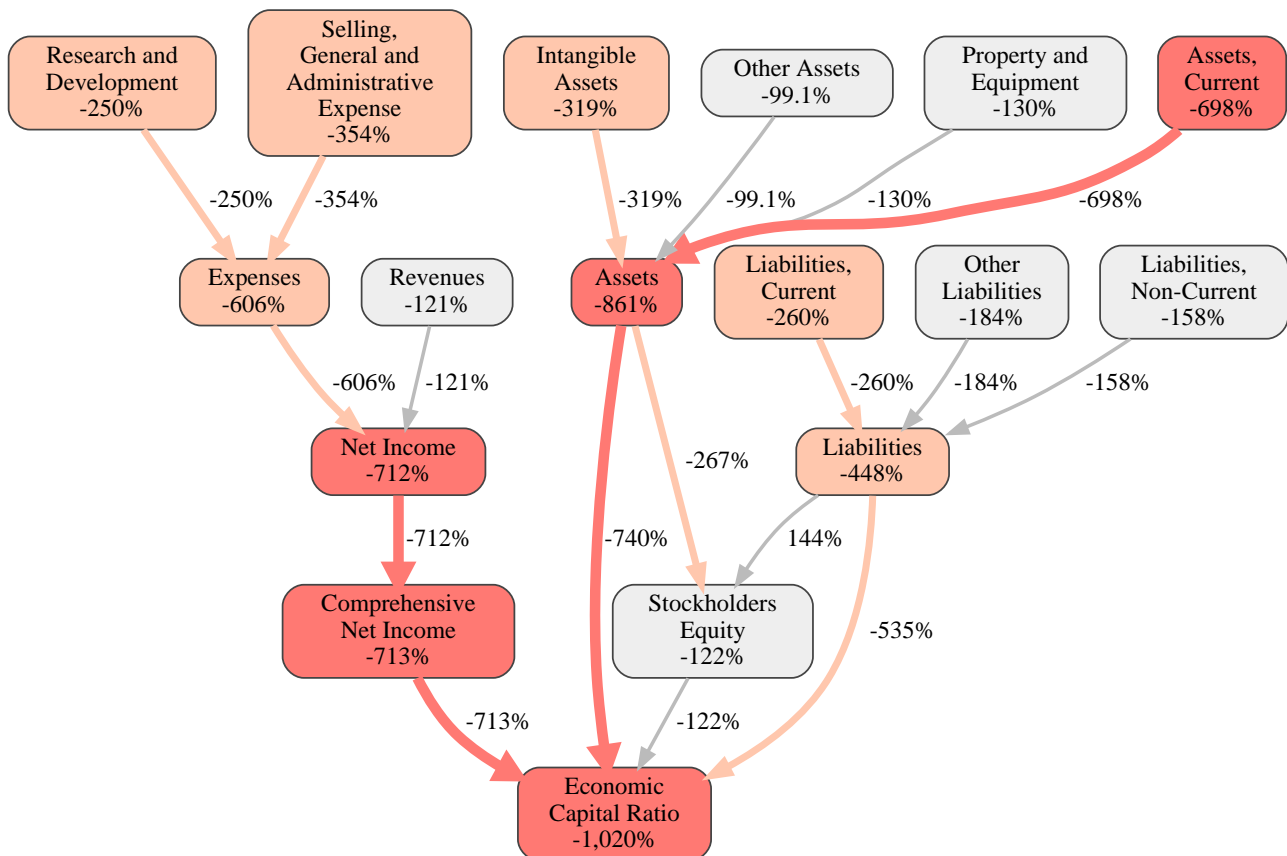 Research and
Development
-250%
Selling,
General and
Administrative
Expense
-354%
Intangible
Assets
-319%
Other Assets
-99.1%
Property and
Equipment
-130%
Assets,
Current
-698%
-250%
-354%
-319%
-99.1%
-130%
-698%
Expenses
-606%
Revenues
-121%
Assets
-861%
Liabilities,
Current
-260%
Other
Liabilities
-184%
Liabilities,
Non-Current
-158%
-606%
-121%
-260%
-184%
-158%
Net Income
-712%
-267%
Liabilities
-448%
-712%
-740%
144%
Comprehensive
Net Income
-713%
Stockholders
Equity
-122%
-535%
-713%
-122%
Economic
Capital Ratio
-1,020%